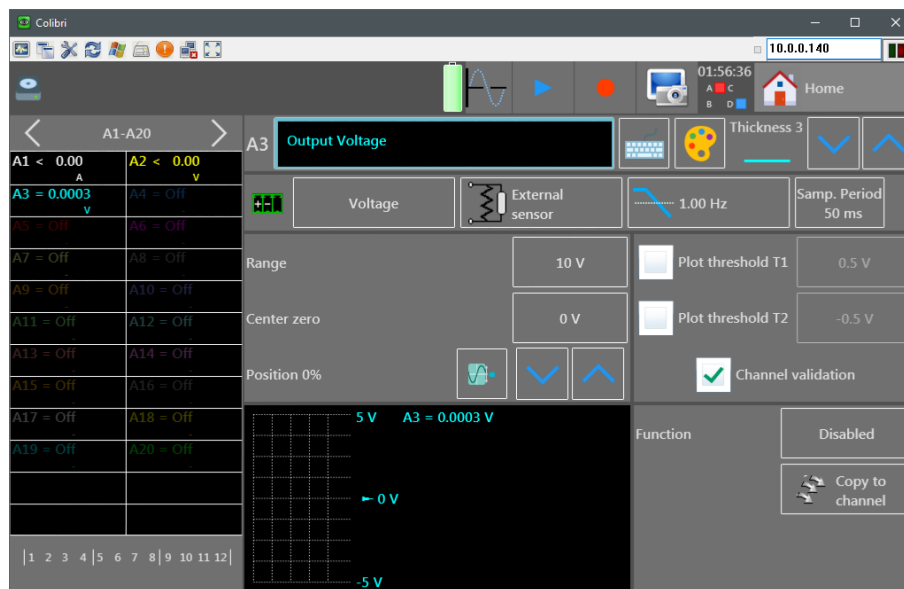 Colibri
10.0.0.140
01:56:36
A C
B D
Home
A1-A20
A3
Output Voltage
Thickness 3
A1 < 0.00
A
A2 < 0.00
V
A3 = 0.0003
V
A4 = Off
A5 = Off
A6 = Off
A7 = Off
A8 = Off
A9 = Off
A10 = Off
A11 = Off
A12 = Off
A13 = Off
A14 = Off
A15 = Off
A16 = Off
A17 = Off
A18 = Off
A19 = Off
A20 = Off
1 2 3 4 5 6 7 8 9 10 11 12
Voltage
External
sensor
1.00 Hz
Samp. Period
50 ms
Range
10 V
Center zero
0 V
Position 0%
Plot threshold T1
0.5 V
Plot threshold T2
-0.5 V
Channel validation
5 V
A3 = 0.0003 V
0 V
-5 V
Function
Disabled
Copy to
channel